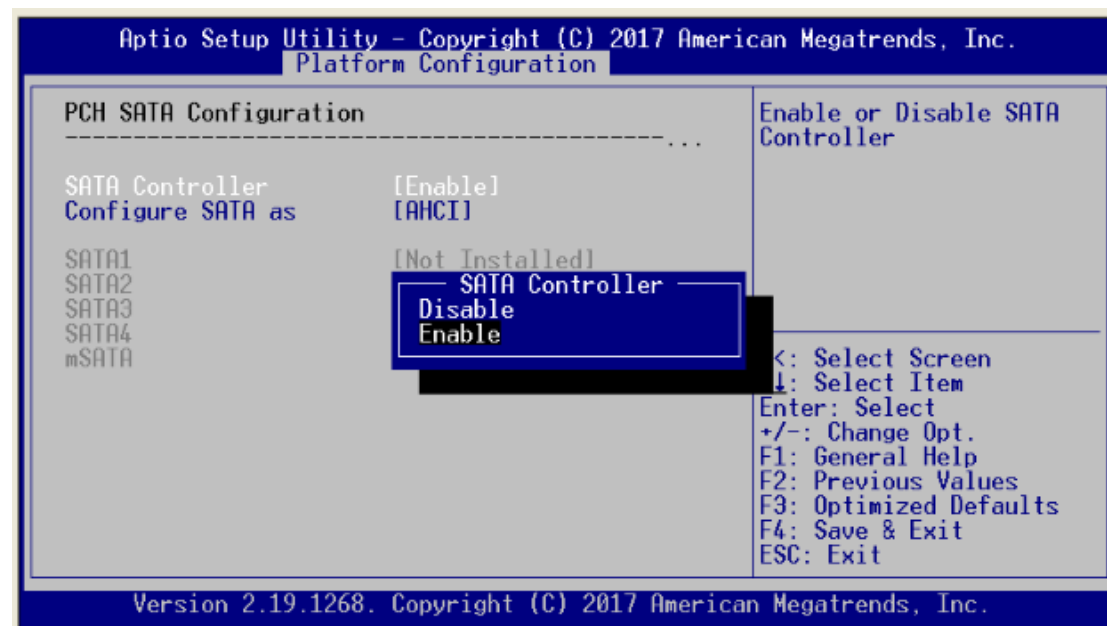 Aptio Setup Utility – Copyright (C) 2017 American Megatrends, Inc.
Platform Configuration
PCH SATA Configuration
--------------------------------------------...
SATA Controller [Enable]
Configure SATA as [AHCI]
SATA1 [Not Installed]
SATA2
SATA3
SATA4
mSATA
SATA Controller
Disable
Enable
Enable or Disable SATA
Controller
<: Select Screen
↓: Select Item
Enter: Select
+/-: Change Opt.
F1: General Help
F2: Previous Values
F3: Optimized Defaults
F4: Save & Exit
ESC: Exit
Version 2.19.1268. Copyright (C) 2017 American Megatrends, Inc.